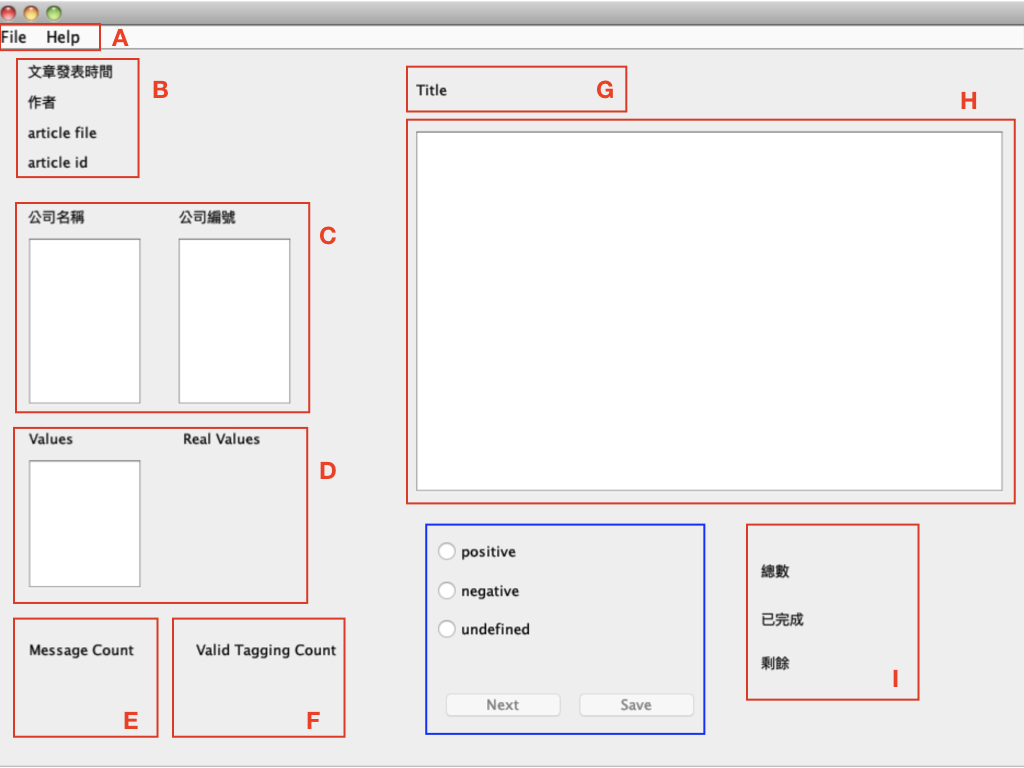 File Help A
文章發表時間
B
作者
article file
article id
公司名稱 公司編號
C
Values Real Values
D
Message Count
E
Valid Tagging Count
F
Title G
H
positive
negative
undefined
Next Save
總數
已完成
剩餘
I